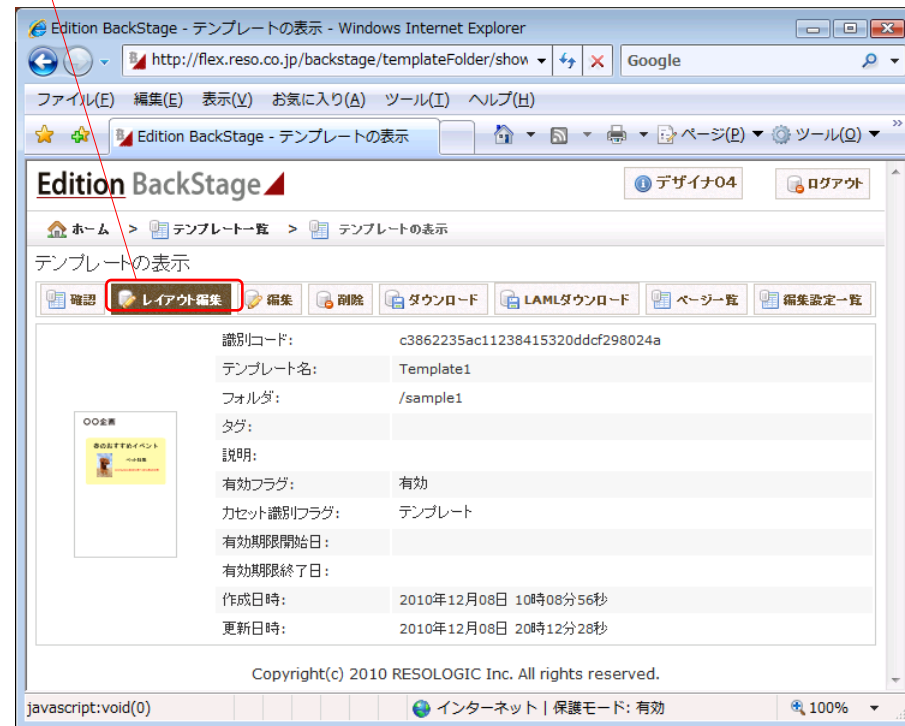 Edition BackStage - テンプレートの表示 - Windows Internet Explorer
http://flex.reso.co.jp/backstage/templateFolder/show
Google
ファイル(F) 編集(E) 表示(V) お気に入り(A) ツール(T) ヘルプ(H)
Edition BackStage - テンプレートの表示 ページ(P) ツール(O) »
Edition BackStage デザイナ04 ログアウト
ホーム > テンプレート一覧 > テンプレートの表示
テンプレートの表示
確認 レイアウト編集 編集 削除 ダウンロード LAMLダウンロード ページ一覧 編集設定一覧
識別コード: c3862235ac11238415320ddcf298024a
テンプレート名: Template1
フォルダ: /sample1
タグ:
説明:
有効フラグ: 有効
カセット識別フラグ: テンプレート
有効期限開始日:
有効期限終了日:
作成日時: 2010年12月08日 10時08分56秒
更新日時: 2010年12月08日 20時12分28秒
〇〇企画
春のおすすめイベント
Copyright(c) 2010 RESOLOGIC Inc. All rights reserved.
javascript:void(0) インターネット | 保護モード: 有効 100%